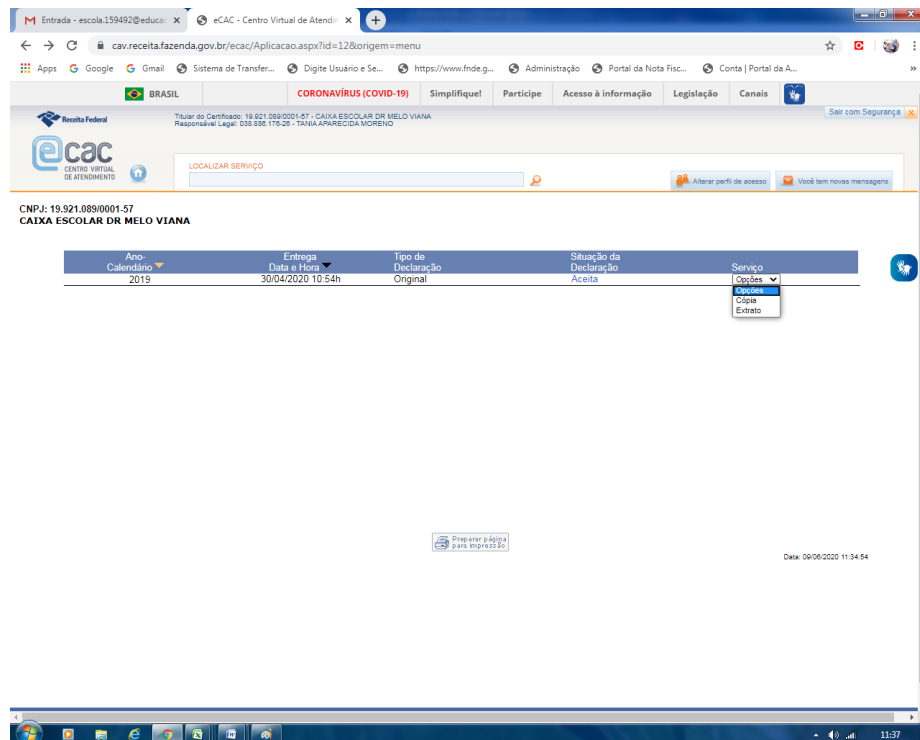 Entrada - escola.159492@educac
eCAC - Centro Virtual de Atendim
cav.receita.fazenda.gov.br/ecac/Aplicacao.aspx?id=12&origem=menu
Apps Google Gmail Sistema de Transfer... Digite Usuário e Se... https://www.fnde.g... Administração Portal da Nota Fisc... Conta | Portal da A... »
BRASIL CORONAVÍRUS (COVID-19) Simplifique! Participe Acesso à informação Legislação Canais
Receita Federal
Titular do Certificado: 19.921.089/0001-57 - CAIXA ESCOLAR DR MELO VIANA
Responsável Legal: 038.886.176-26 - TANIA APARECIDA MORENO
Sair com Segurança x
ecac
CENTRO VIRTUAL
DE ATENDIMENTO
LOCALIZAR SERVIÇO
Alterar perfil de acesso
Você tem novas mensagens
CNPJ: 19.921.089/0001-57
CAIXA ESCOLAR DR MELO VIANA
Ano-
Calendário
Entrega
Data e Hora
Tipo de
Declaração
Situação da
Declaração
Serviço
2019 30/04/2020 10:54h Original Aceita Opções
Opções
Cópia
Extrato
Preparar página
para impressão
Data: 09/06/2020 11:34:54
11:37